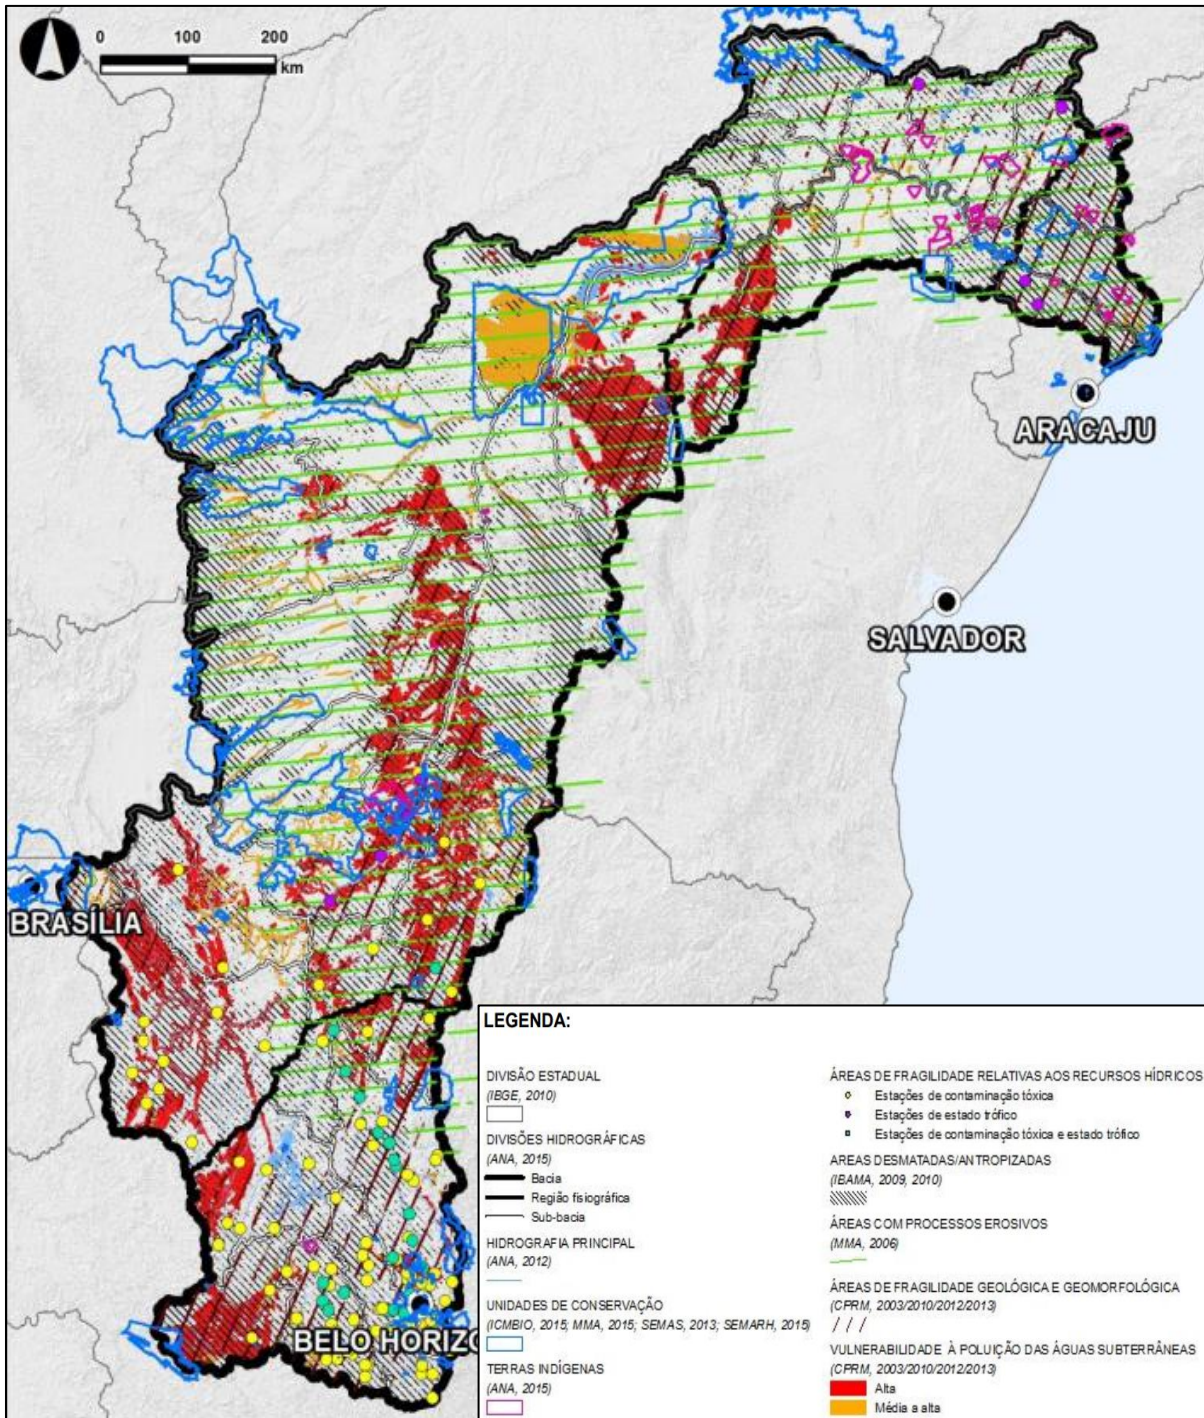 0 100 200
km
ARACAJU
SALVADOR
BRASÍLIA
BELO HORIZO
LEGENDA:
DIVISÃO ESTADUAL
(IBGE, 2010)
DIVISÕES HIDROGRÁFICAS
(ANA, 2015)
Bacia
Região fisiográfica
Sub-bacia
HIDROGRAFIA PRINCIPAL
(ANA, 2012)
UNIDADES DE CONSERVAÇÃO
(ICMBIO, 2015; MMA, 2015; SEMAS, 2013; SEMARH, 2015)
TERRAS INDÍGENAS
(ANA, 2015)
ÁREAS DE FRAGILIDADE RELATIVAS AOS RECURSOS HÍDRICOS
Estações de contaminação tóxica
Estações de estado trófico
Estações de contaminação tóxica e estado trófico
AREAS DESMATADAS/ANTROPIZADAS
(IBAMA, 2009, 2010)
ÁREAS COM PROCESSOS EROSIVOS
(MMA, 2006)
ÁREAS DE FRAGILIDADE GEOLÓGICA E GEOMORFOLÓGICA
(CPRM, 2003/2010/2012/2013)
VULNERABILIDADE À POLUIÇÃO DAS ÁGUAS SUBTERRÂNEAS
(CPRM, 2003/2010/2012/2013)
Alta
Média a alta